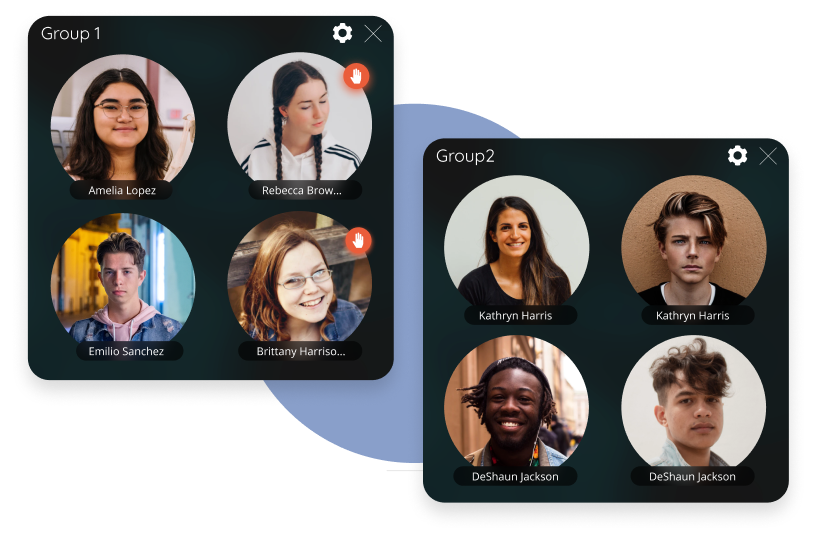 Group 1
Amelia Lopez
Rebecca Brow...
Emilio Sanchez
Brittany Harriso...
Group2
Kathryn Harris
Kathryn Harris
DeShaun Jackson
DeShaun Jackson